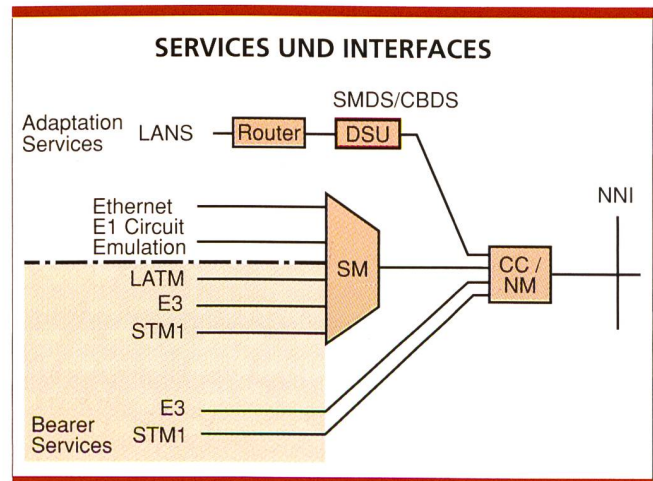 SERVICES UND INTERFACES
SMDS/CBDS
Adaptation
Services
LANS
Router
DSU
NNI
Ethernet
E1 Circuit
Emulation
SM
CC /
NM
LATM
E3
STM1
E3
STM1
Bearer
Services